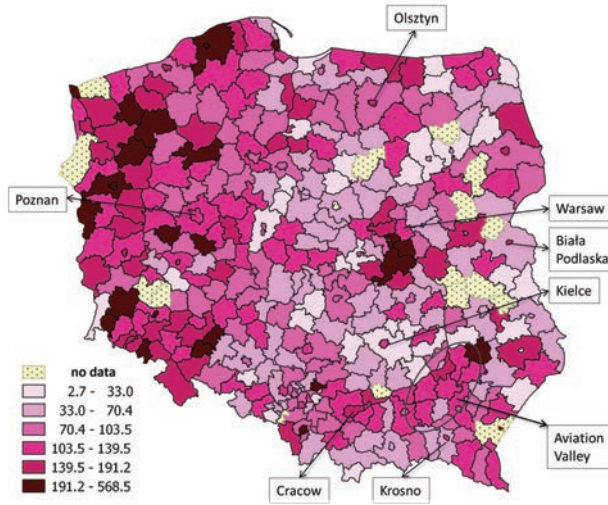 Olsztyn
Poznan
Warsaw
Biała
Podlaska
Kielce
Aviation
Valley
Krosno
Cracow
no data
2.7 - 33.0
33.0 - 70.4
70.4 - 103.5
103.5 - 139.5
139.5 - 191.2
191.2 - 568.5